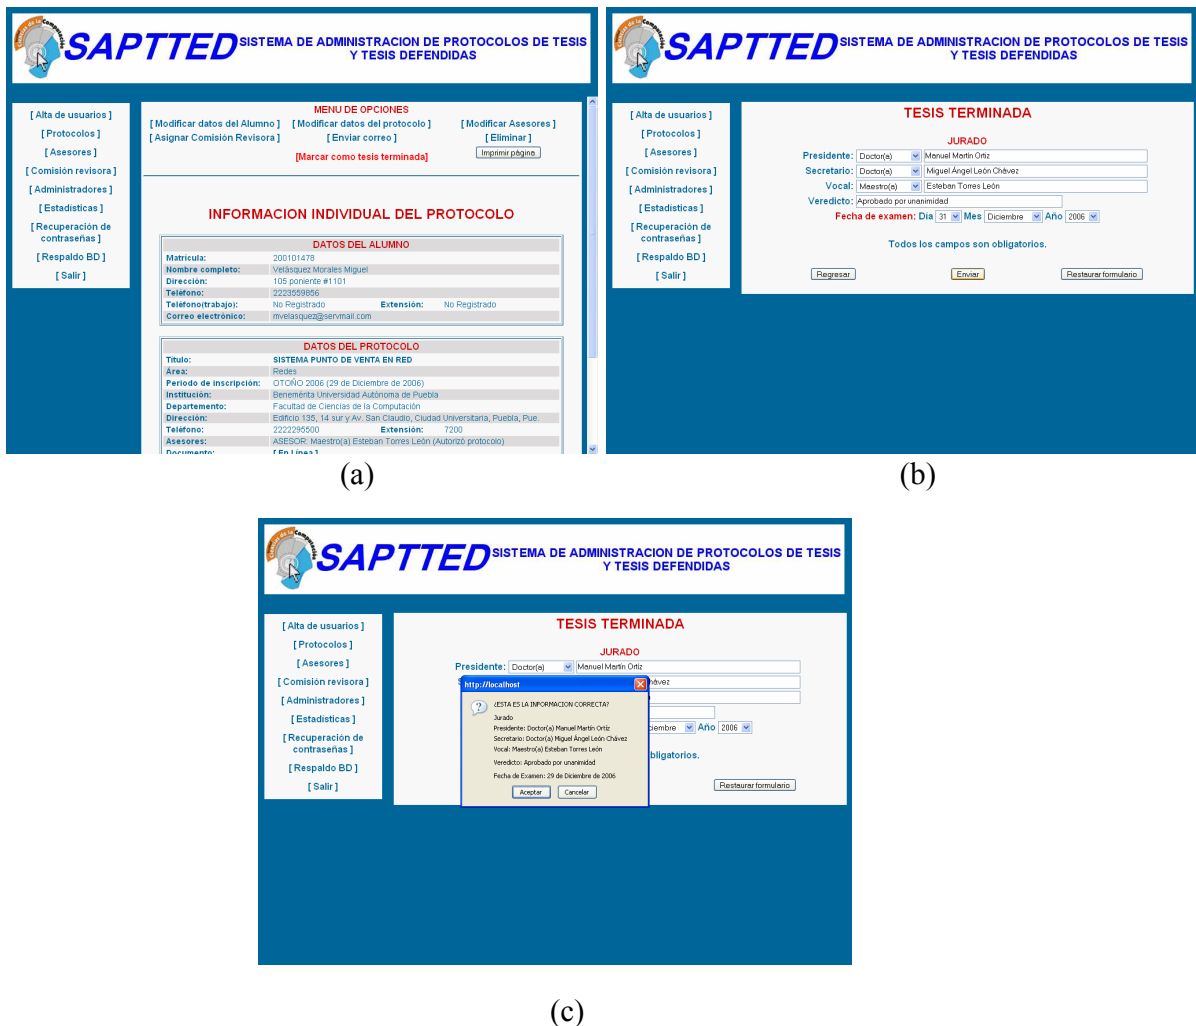 SAPTTED SISTEMA DE ADMINISTRACION DE PROTOCOLOS DE TESIS
Y TESIS DEFENDIDAS
[ Alta de usuarios ]
[ Protocolos ]
[ Asesores ]
[ Comisión revisora ]
[ Administradores ]
[ Estadísticas ]
[ Recuperación de
contraseñas ]
[ Respaldo BD ]
[ Salir ]
MENU DE OPCIONES
[ Modificar datos del Alumno ] [ Modificar datos del protocolo ] [ Modificar Asesores ]
[ Asignar Comisión Revisora ] [ Enviar correo ] [ Eliminar ]
[Marcar como tesis terminada] Imprimir página
INFORMACION INDIVIDUAL DEL PROTOCOLO
DATOS DEL ALUMNO
Matrícula: 200101478
Nombre completo: Velásquez Morales Miguel
Dirección: 105 poniente #1101
Teléfono: 2223559856
Teléfono(trabajo): No Registrado Extensión: No Registrado
Correo electrónico: mvelasquez@servmail.com
DATOS DEL PROTOCOLO
Título: SISTEMA PUNTO DE VENTA EN RED
Área: Redes
Periodo de inscripción: OTOÑO 2006 (29 de Diciembre de 2006)
Institución: Benemérita Universidad Autónoma de Puebla
Departemento: Facultad de Ciencias de la Computación
Dirección: Edificio 135, 14 sur y Av. San Claudio, Ciudad Universitaria, Puebla, Pue.
Teléfono: 2222295500 Extensión: 7200
Asesores: ASESOR: Maestro(a) Esteban Torres León (Autorizó protocolo)
Documento: [ En Línea ]
(a)
SAPTTED SISTEMA DE ADMINISTRACION DE PROTOCOLOS DE TESIS
Y TESIS DEFENDIDAS
[ Alta de usuarios ]
[ Protocolos ]
[ Asesores ]
[ Comisión revisora ]
[ Administradores ]
[ Estadísticas ]
[ Recuperación de
contraseñas ]
[ Respaldo BD ]
[ Salir ]
TESIS TERMINADA
JURADO
Presidente: Doctor(a) Manuel Martín Ortíz
Secretario: Doctor(a) Miguel Ángel León Chávez
Vocal: Maestro(a) Esteban Torres León
Veredicto: Aprobado por unanimidad
Fecha de examen: Día 31 Mes Diciembre Año 2006
Todos los campos son obligatorios.
Regresar Enviar Restaurar formulario
(b)
SAPTTED SISTEMA DE ADMINISTRACION DE PROTOCOLOS DE TESIS
Y TESIS DEFENDIDAS
[ Alta de usuarios ]
[ Protocolos ]
[ Asesores ]
[ Comisión revisora ]
[ Administradores ]
[ Estadísticas ]
[ Recuperación de
contraseñas ]
[ Respaldo BD ]
[ Salir ]
TESIS TERMINADA
JURADO
Presidente: Doctor(a) Manuel Martín Ortiz
http://localhost
¿ESTA ES LA INFORMACION CORRECTA?
Jurado
Presidente: Doctor(a) Manuel Martín Ortíz
Secretario: Doctor(a) Miguel Ángel León Chávez
Vocal: Maestro(a) Esteban Torres León
Veredicto: Aprobado por unanimidad
Fecha de Examen: 29 de Diciembre de 2006
Aceptar Cancelar
Año 2006
Restaurar formulario
(c)